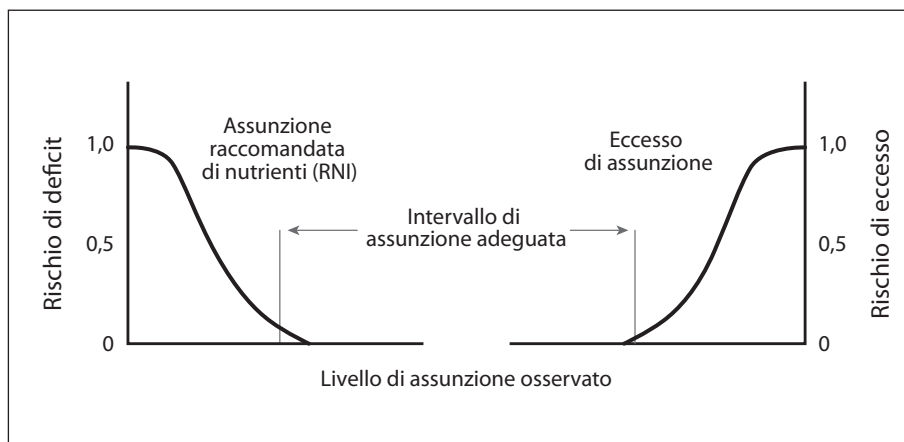 Rischio di deficit
1,0
0,5
0
Assunzione
raccomandata
di nutrienti (RNI)
Intervallo di
assunzione adeguata
Eccesso
di assunzione
1,0
0,5
0
Rischio di eccesso
Livello di assunzione osservato